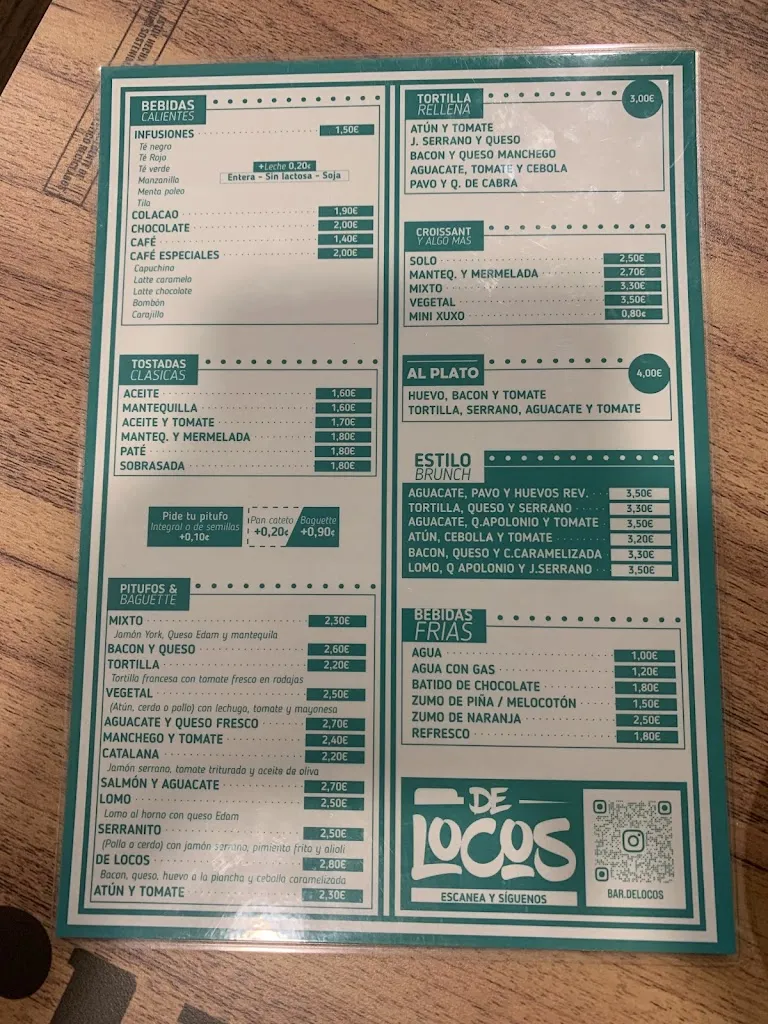 BEBIDAS
CALIENTES
INFUSIONES 1,50€
Té negro
Té Rojo
Té verde
Manzanilla
Menta poleo
Tila
+Leche 0,20€
Entera - Sin lactosa - Soja
COLACAO 1,90€
CHOCOLATE 2,00€
CAFÉ 1,40€
CAFÉ ESPECIALES 2,00€
Capuchino
Latte caramelo
Latte chocolate
Bombón
Carajillo
TOSTADAS
CLÁSICAS
ACEITE 1,60€
MANTEQUILLA 1,60€
ACEITE Y TOMATE 1,70€
MANTEQ. Y MERMELADA 1,80€
PATÉ 1,80€
SOBRASADA 1,80€
Pide tu pitufo
Integral o de semillas
+0,10€
Pan cateto
+0,20€
Baguette
+0,90€
PITUFOS &
BAGUETTE
MIXTO 2,30€
Jamón York, Queso Edam y mantequila
BACON Y QUESO 2,60€
TORTILLA 2,20€
Tortilla francesa con tomate fresco en rodajas
VEGETAL 2,50€
(Atún, cerdo o pollo) con lechuga, tomate y mayonesa
AGUACATE Y QUESO FRESCO 2,70€
MANCHEGO Y TOMATE 2,40€
CATALANA 2,20€
Jamón serrano, tomate triturado y aceite de oliva
SALMÓN Y AGUACATE 2,70€
LOMO 2,50€
Lomo al horno con queso Edam
SERRANITO 2,50€
(Pollo o cerdo) con jamón serrano, pimiento frito y alioli
DE LOCOS 2,80€
Bacon, queso, huevo a la plancha y cebolla caramelizada
ATÚN Y TOMATE 2,30€
TORTILLA
RELLENA
3,00€
ATÚN Y TOMATE
J. SERRANO Y QUESO
BACON Y QUESO MANCHEGO
AGUACATE, TOMATE Y CEBOLA
PAVO Y Q. DE CABRA
CROISSANT
Y ALGO MAS
SOLO 2,50€
MANTEQ. Y MERMELADA 2,70€
MIXTO 3,30€
VEGETAL 3,50€
MINI XUXO 0,80€
AL PLATO
4,00€
HUEVO, BACON Y TOMATE
TORTILLA, SERRANO, AGUACATE Y TOMATE
ESTILO
BRUNCH
AGUACATE, PAVO Y HUEVOS REV. 3,50€
TORTILLA, QUESO Y SERRANO 3,30€
AGUACATE, Q.APOLONIO Y TOMATE 3,50€
ATÚN, CEBOLLA Y TOMATE 3,20€
BACON, QUESO Y C.CARAMELIZADA 3,30€
LOMO, Q APOLONIO Y J.SERRANO 3,50€
BEBIDAS
FRÍAS
AGUA 1,00€
AGUA CON GAS 1,20€
BATIDO DE CHOCOLATE 1,80€
ZUMO DE PIÑA / MELOCOTÓN 1,50€
ZUMO DE NARANJA 2,50€
REFRESCO 1,80€
DE
LOCOS
ESCANEA Y SÍGUENOS
BAR.DELOCOS